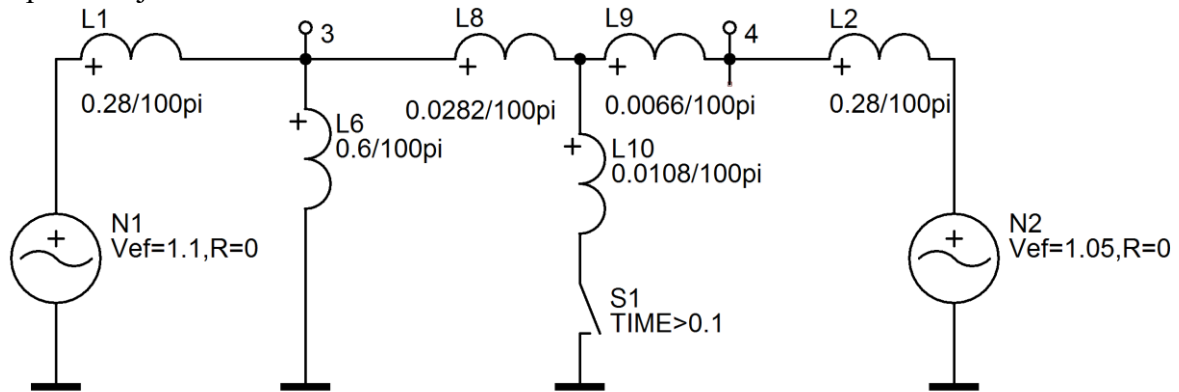 L1
3
L8
L9
4
L2
0.28/100pi
L6
0.6/100pi
0.0282/100pi
0.0066/100pi
0.28/100pi
L10
0.0108/100pi
N1
Vef=1.1,R=0
N2
Vef=1.05,R=0
S1
TIME>0.1